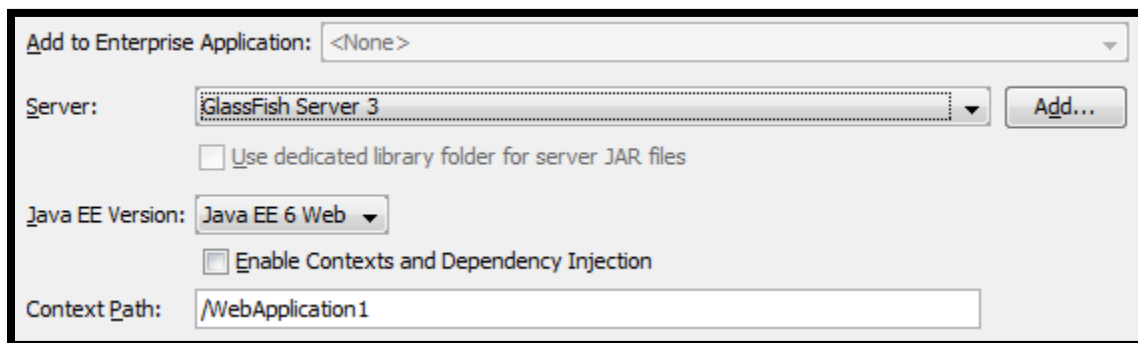 Add to Enterprise Application: <None>
Server: GlassFish Server 3 Add...
Use dedicated library folder for server JAR files
Java EE Version: Java EE 6 Web
Enable Contexts and Dependency Injection
Context Path: /WebApplication1